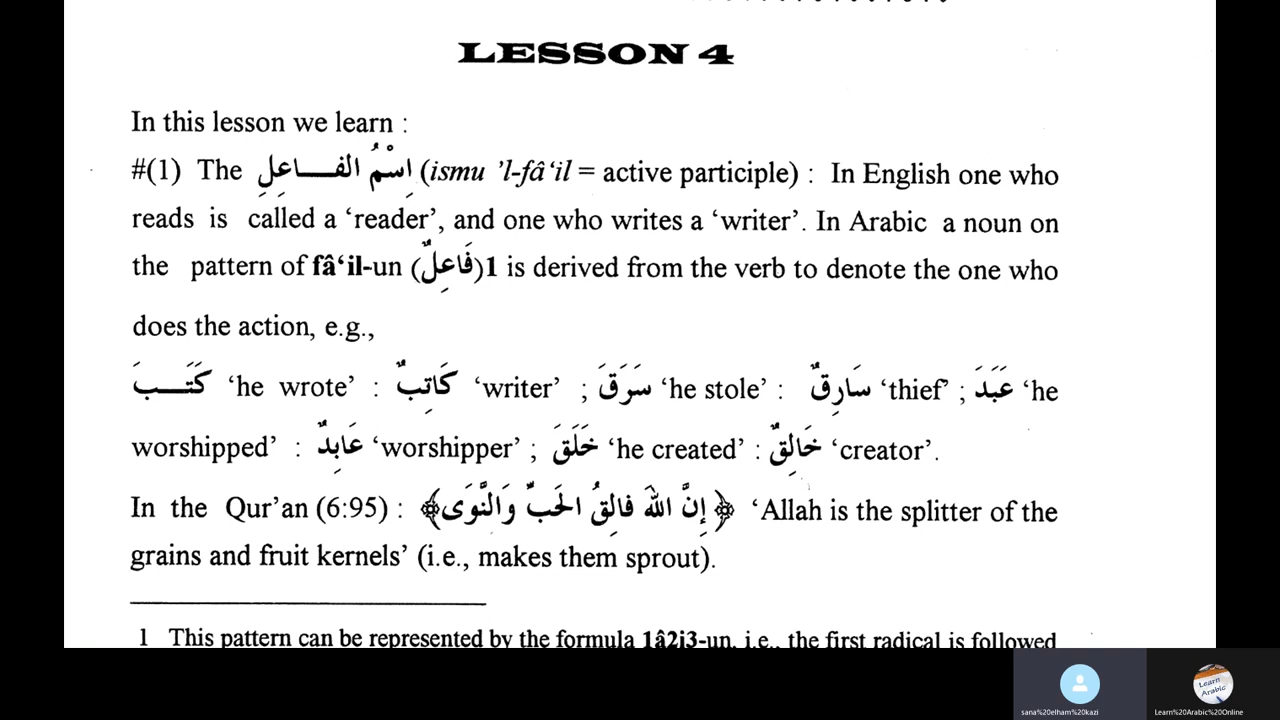 LESSON 4
In this lesson we learn :
#(1) The اِسْمُ الفَاعِلِ (ismu 'l-fâ‘il = active participle) : In English one who
reads is called a ‘reader’, and one who writes a ‘writer’. In Arabic a noun on
the pattern of fâ‘il-un (فَاعِلٌ)1 is derived from the verb to denote the one who
does the action, e.g.,
كَتَبَ ‘he wrote’ : كَاتِبٌ ‘writer’ ; سَرَقَ ‘he stole’ : سَارِقٌ ‘thief’ ; عَبَدَ ‘he
worshipped’ : عَابِدٌ ‘worshipper’ ; خَلَقَ ‘he created’ : خَالِقٌ ‘creator’.
In the Qur’an (6:95) : ﴿إِنَّ اللهَ فَالِقُ الحَبِّ وَالنَّوَى﴾ ‘Allah is the splitter of the
grains and fruit kernels’ (i.e., makes them sprout).
1 This pattern can be represented by the formula 1â2i3-un, i.e., the first radical is followed
Learn Arabic
sana%20elham%20kazi
Learn%20Arabic%20Online